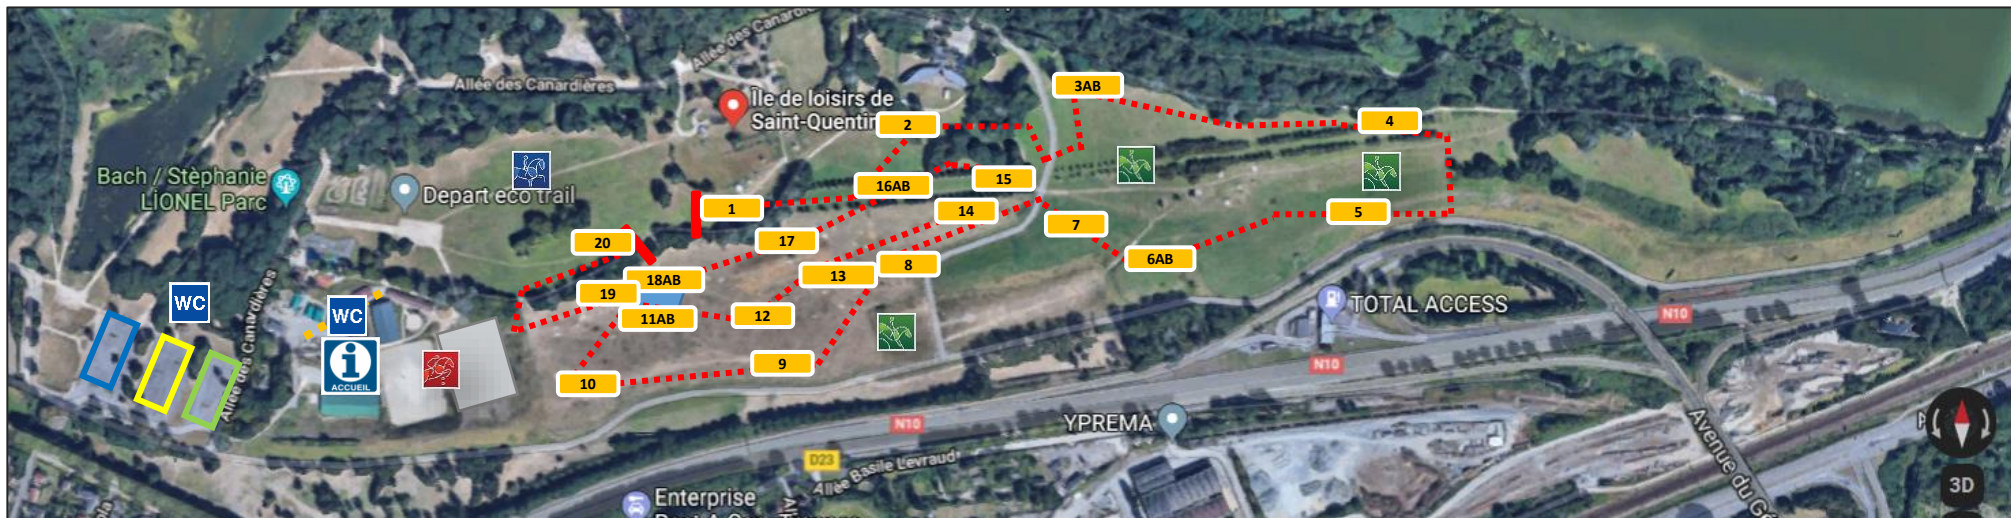 Allée des Canardières
Allée des Canardières
Île de loisirs de
Saint-Quentin
Bach / Stèphanie
LIONEL Parc
Depart eco trail
Allée des Canardières
WC
WC
i
ACCUEIL
1
2
3AB
4
5
6AB
7
8
9
10
11AB
12
13
14
15
16AB
17
18AB
19
20
TOTAL ACCESS
N10
N10
N10
YPREMA
D23
Allée Basile Levraud
Enterprise
Avenue du
3D